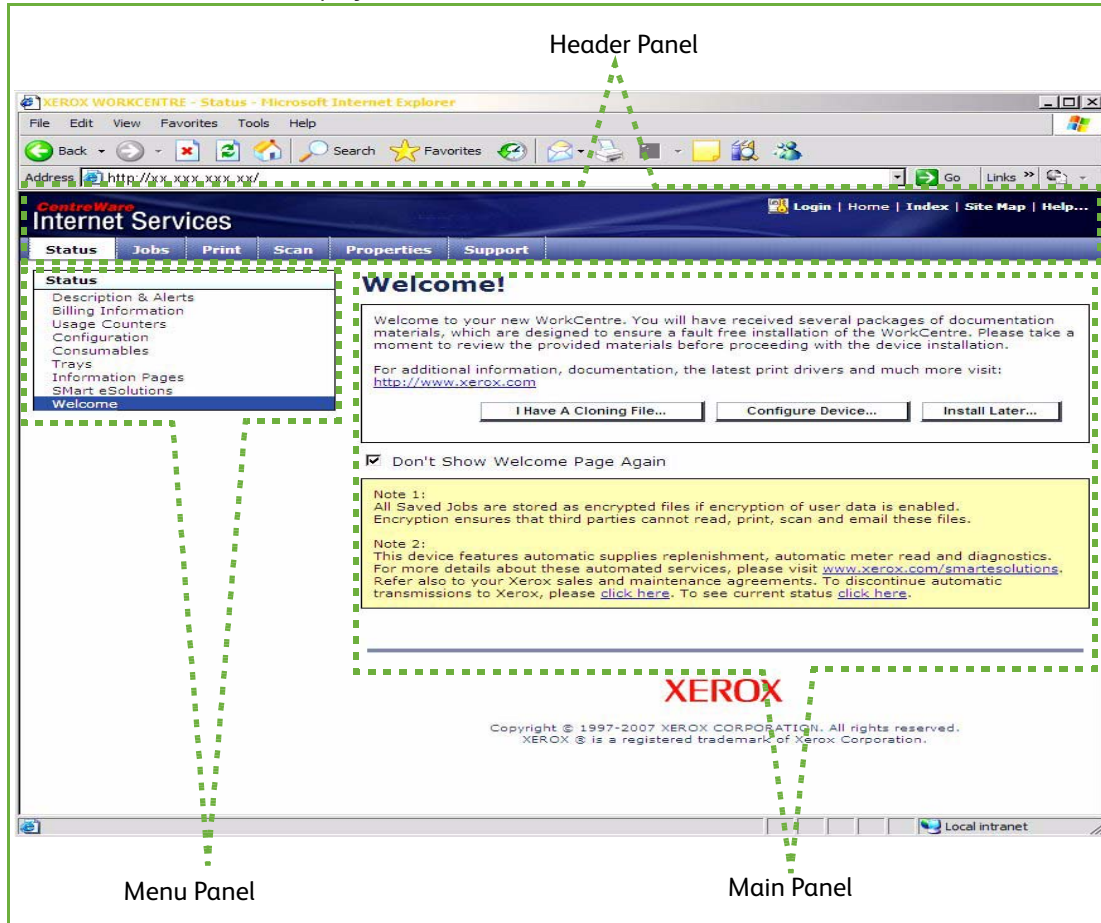 Header Panel
XEROX WORKCENTRE - Status - Microsoft Internet Explorer
File Edit View Favorites Tools Help
Back Search Favorites
Address http://xx.xxx.xxx.xx/ Go Links »
CentreWare
Internet Services
Login | Home | Index | Site Map | Help...
Status Jobs Print Scan Properties Support
Status
Description & Alerts
Billing Information
Usage Counters
Configuration
Consumables
Trays
Information Pages
SMart eSolutions
Welcome
Welcome!
Welcome to your new WorkCentre. You will have received several packages of documentation
materials, which are designed to ensure a fault free installation of the WorkCentre. Please take a
moment to review the provided materials before proceeding with the device installation.
For additional information, documentation, the latest print drivers and much more visit:
http://www.xerox.com
I Have A Cloning File... Configure Device... Install Later...
Don't Show Welcome Page Again
Note 1:
All Saved Jobs are stored as encrypted files if encryption of user data is enabled.
Encryption ensures that third parties cannot read, print, scan and email these files.
Note 2:
This device features automatic supplies replenishment, automatic meter read and diagnostics.
For more details about these automated services, please visit www.xerox.com/smartesolutions.
Refer also to your Xerox sales and maintenance agreements. To discontinue automatic
transmissions to Xerox, please click here. To see current status click here.
XEROX
Copyright © 1997-2007 XEROX CORPORATION. All rights reserved.
XEROX ® is a registered trademark of Xerox Corporation.
Local intranet
Menu Panel
Main Panel